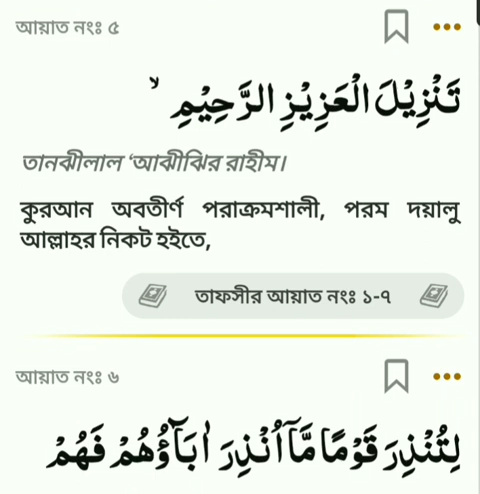 আয়াত নংঃ ৫
تَنْزِيْلَ الْعَزِيْزِ الرَّحِيْمِ ۙ
তানঝীলাল ‘আঝীঝির রাহীম।
কুরআন অবতীর্ণ পরাক্রমশালী, পরম দয়ালু
আল্লাহর নিকট হইতে,
তাফসীর আয়াত নংঃ ১-৭
আয়াত নংঃ ৬
لِتُنْذِرَ قَوْمًا مَّاۤ اُنْذِرَ اٰبَآؤُهُمْ فَهُمْ